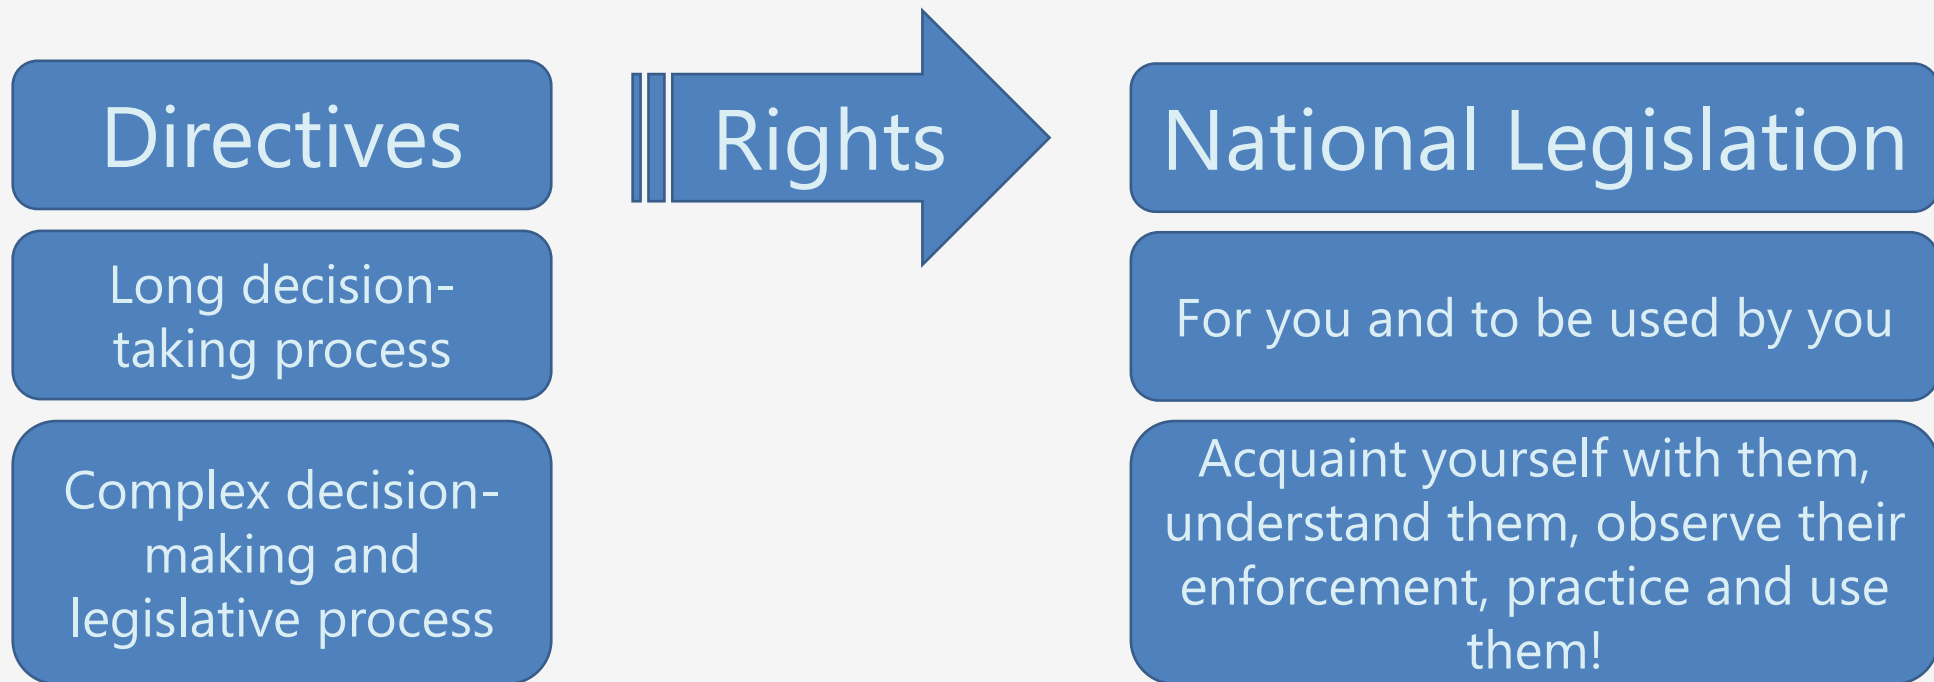 Directives
Long decision-
taking process
Complex decision-
making and
legislative process
Rights
National Legislation
For you and to be used by you
Acquaint yourself with them,
understand them, observe their
enforcement, practice and use
them!